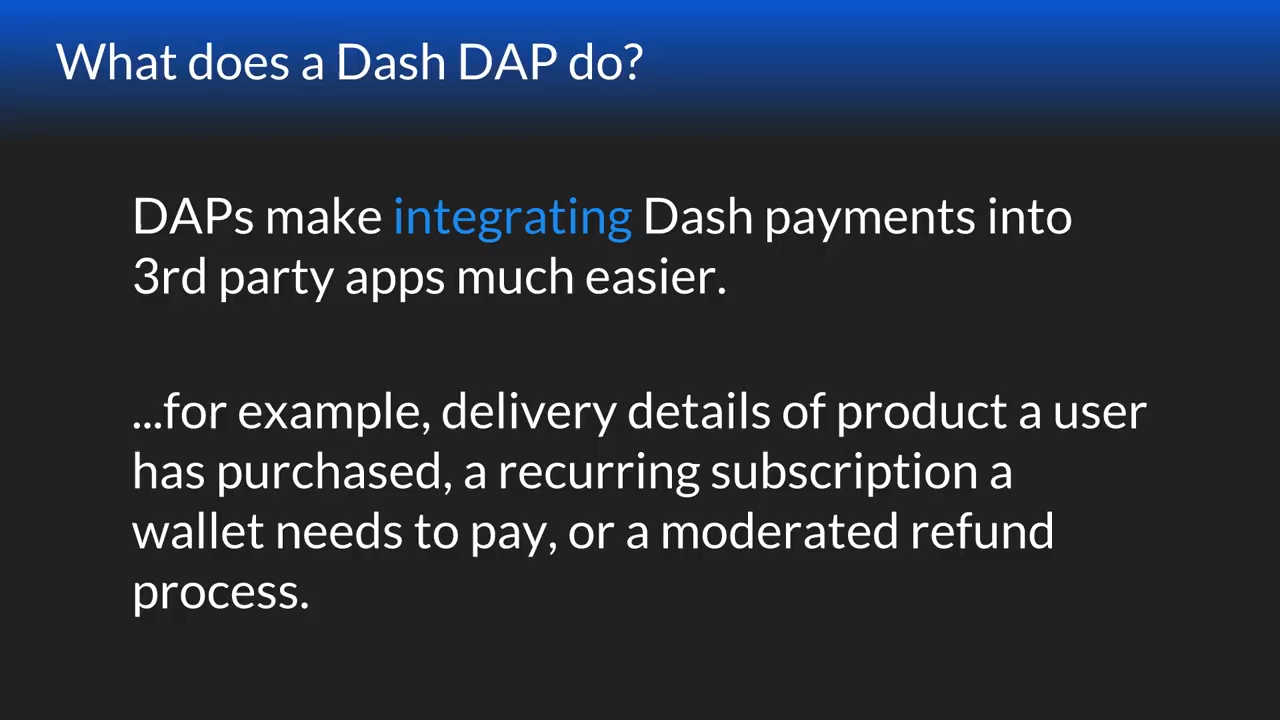 What does a Dash DAP do?
DAPs make integrating Dash payments into
3rd party apps much easier.
...for example, delivery details of product a user
has purchased, a recurring subscription a
wallet needs to pay, or a moderated refund
process.